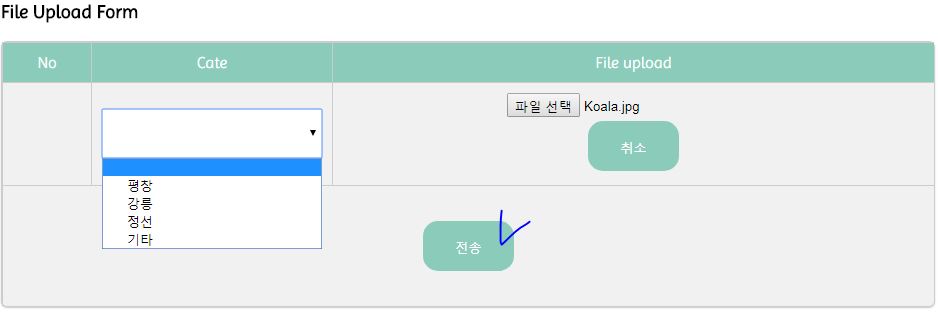 File Upload Form
No Cate File upload
파일 선택 Koala.jpg
취소
평창
강릉
정선
기타
전송